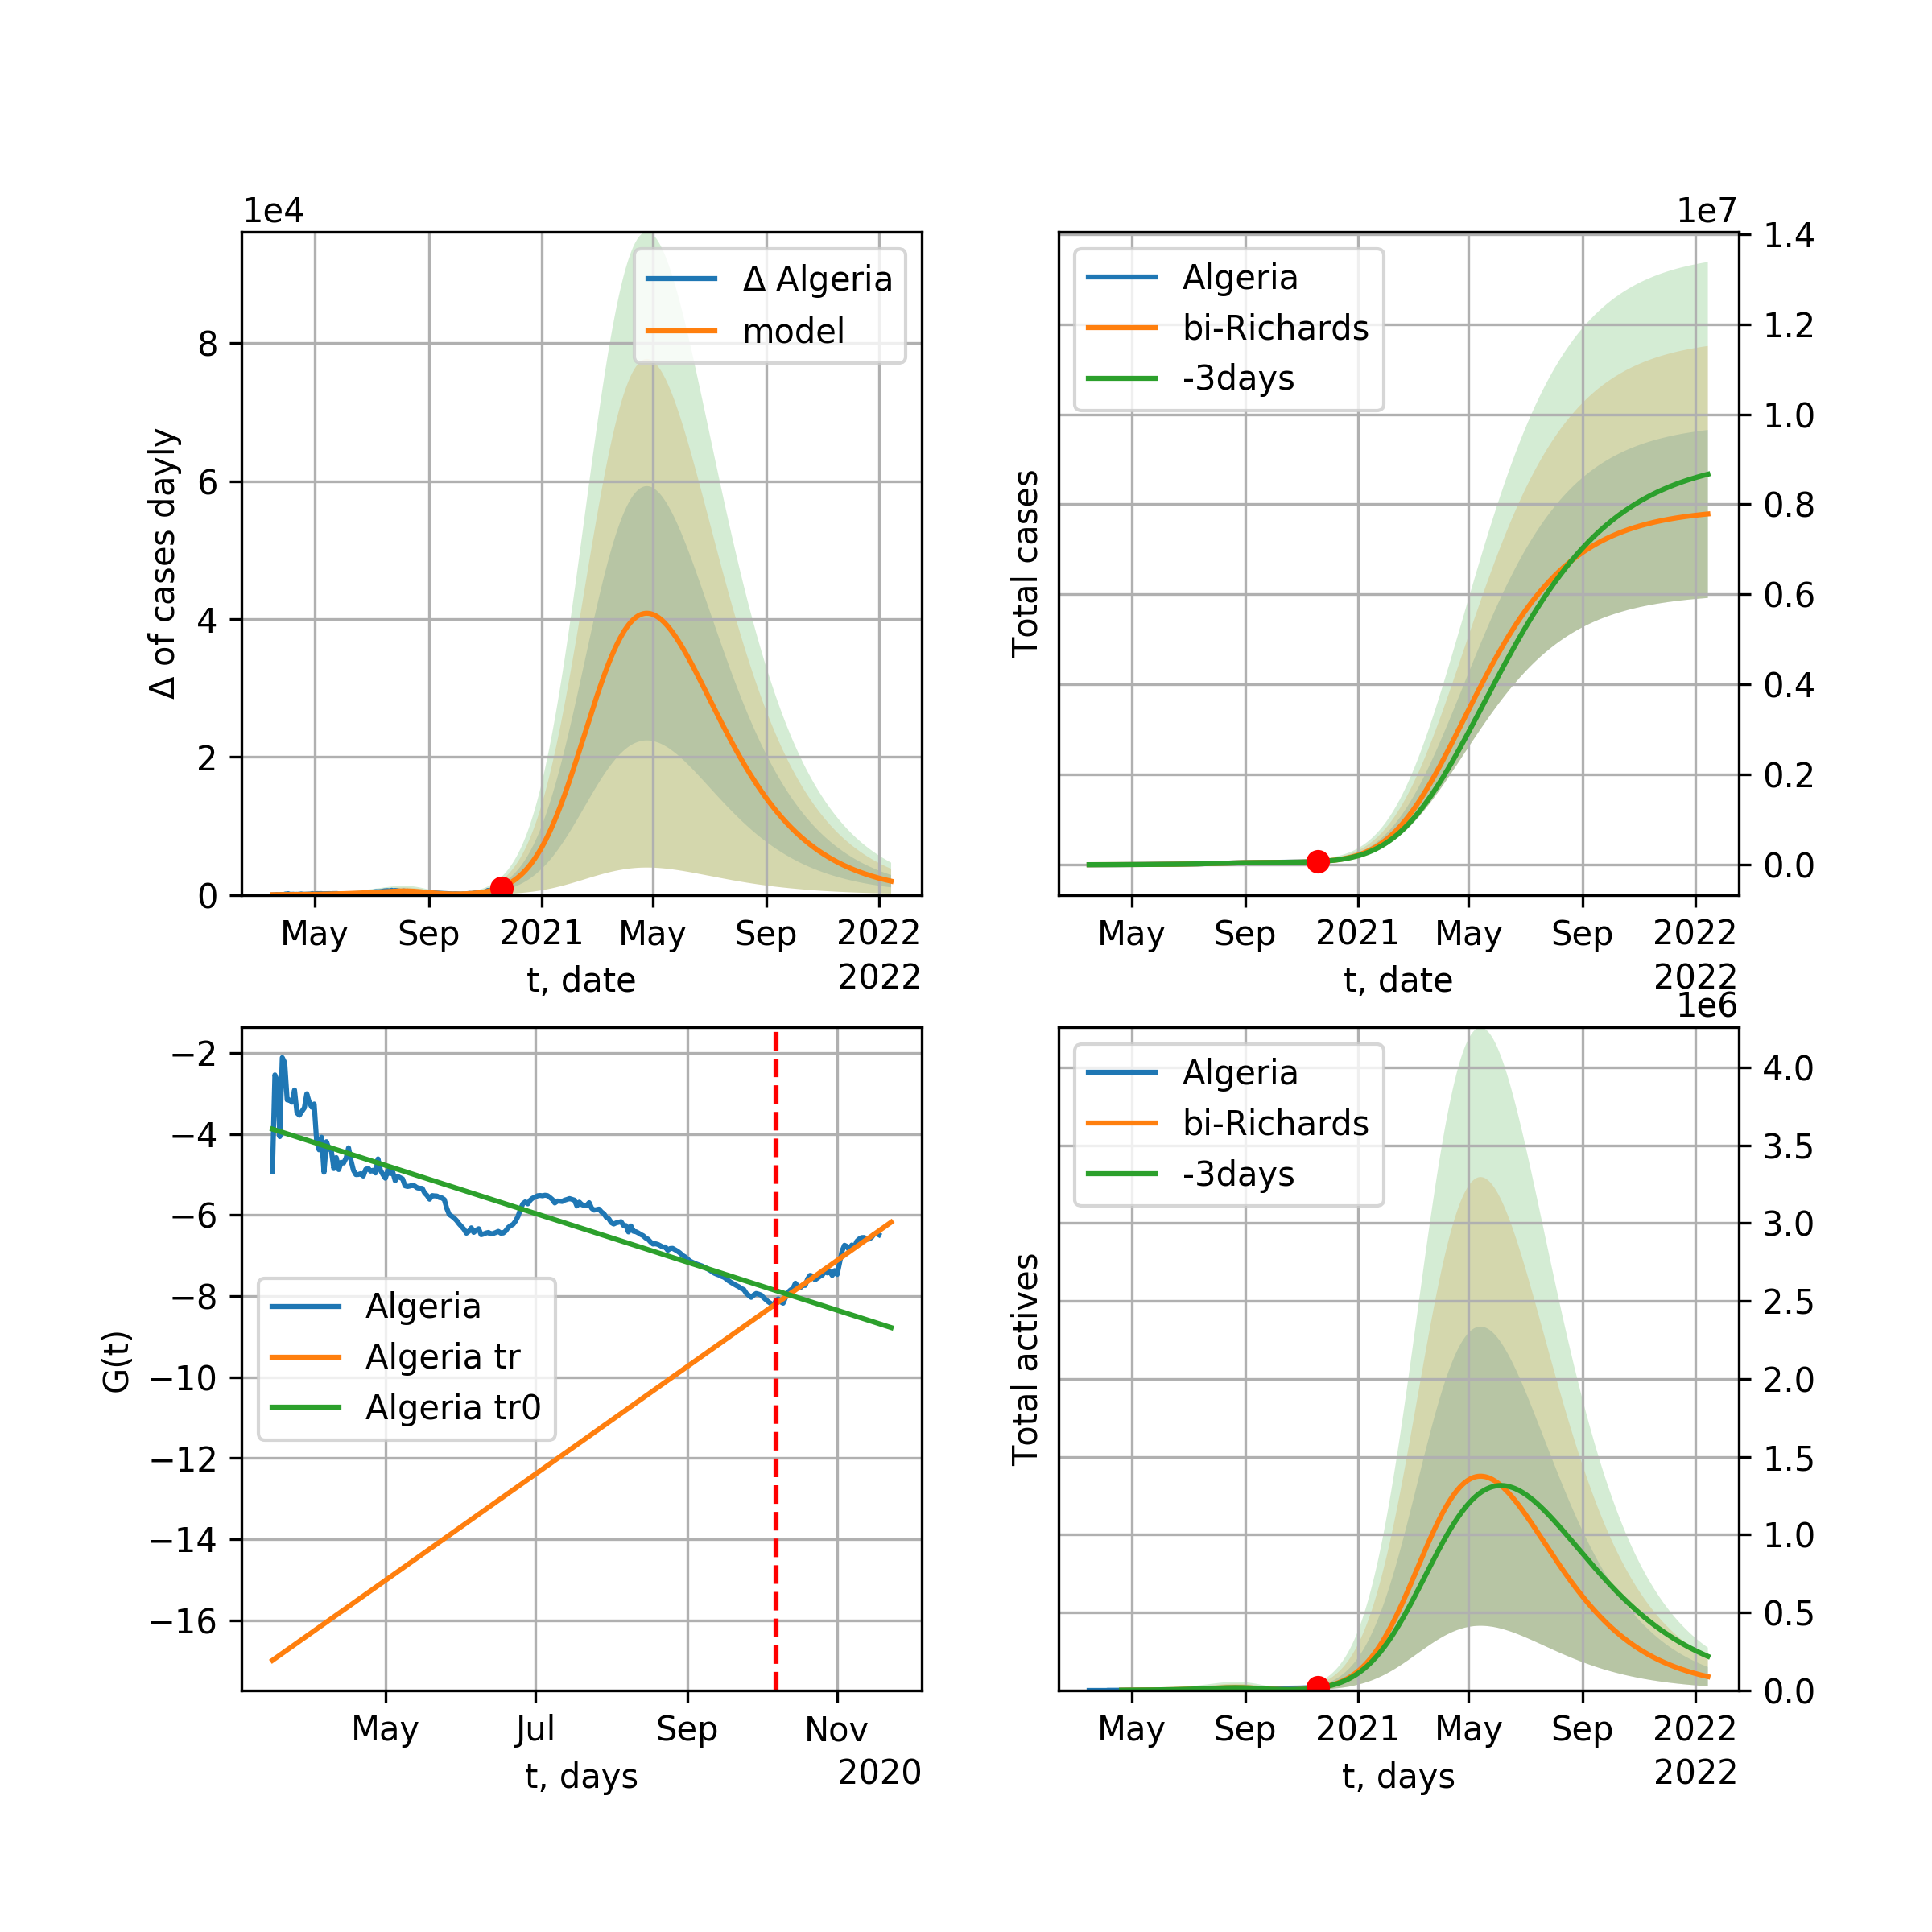 1e4
Δ of cases dayly
8
6
4
2
0
Δ Algeria
model
May Sep 2021 May Sep 2022
t, date
2022
1e7
Total cases
Algeria
bi-Richards
-3days
1.4
1.2
1.0
0.8
0.6
0.4
0.2
0.0
May Sep 2021 May Sep 2022
t, date
2022
G(t)
−2
−4
−6
−8
−10
−12
−14
−16
Algeria
Algeria tr
Algeria tr0
May Jul Sep Nov
t, days
2020
1e6
Total actives
Algeria
bi-Richards
-3days
4.0
3.5
3.0
2.5
2.0
1.5
1.0
0.5
0.0
May Sep 2021 May Sep 2022
t, days
2022